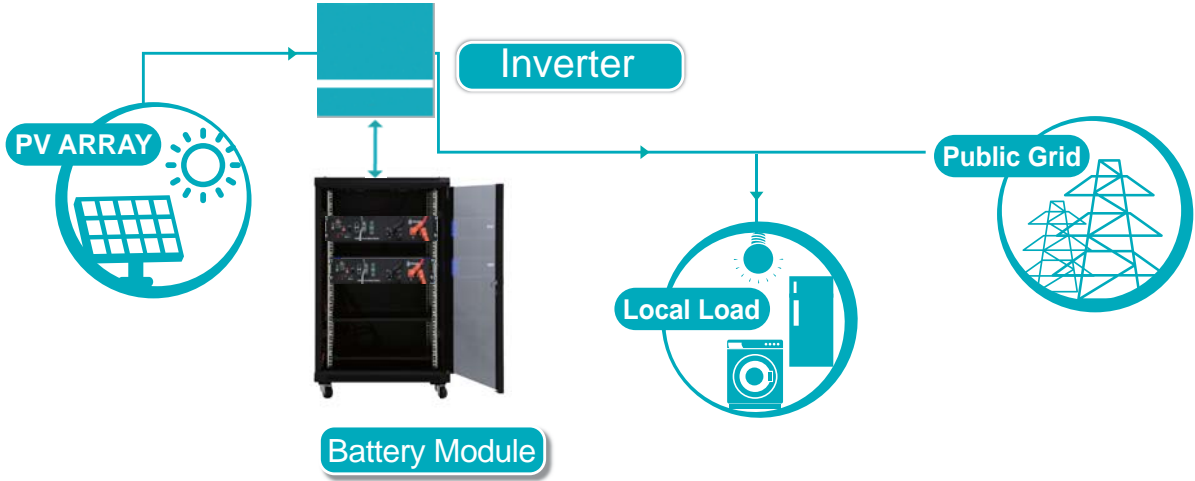 Inverter
PV ARRAY
Public Grid
Local Load
Battery Module